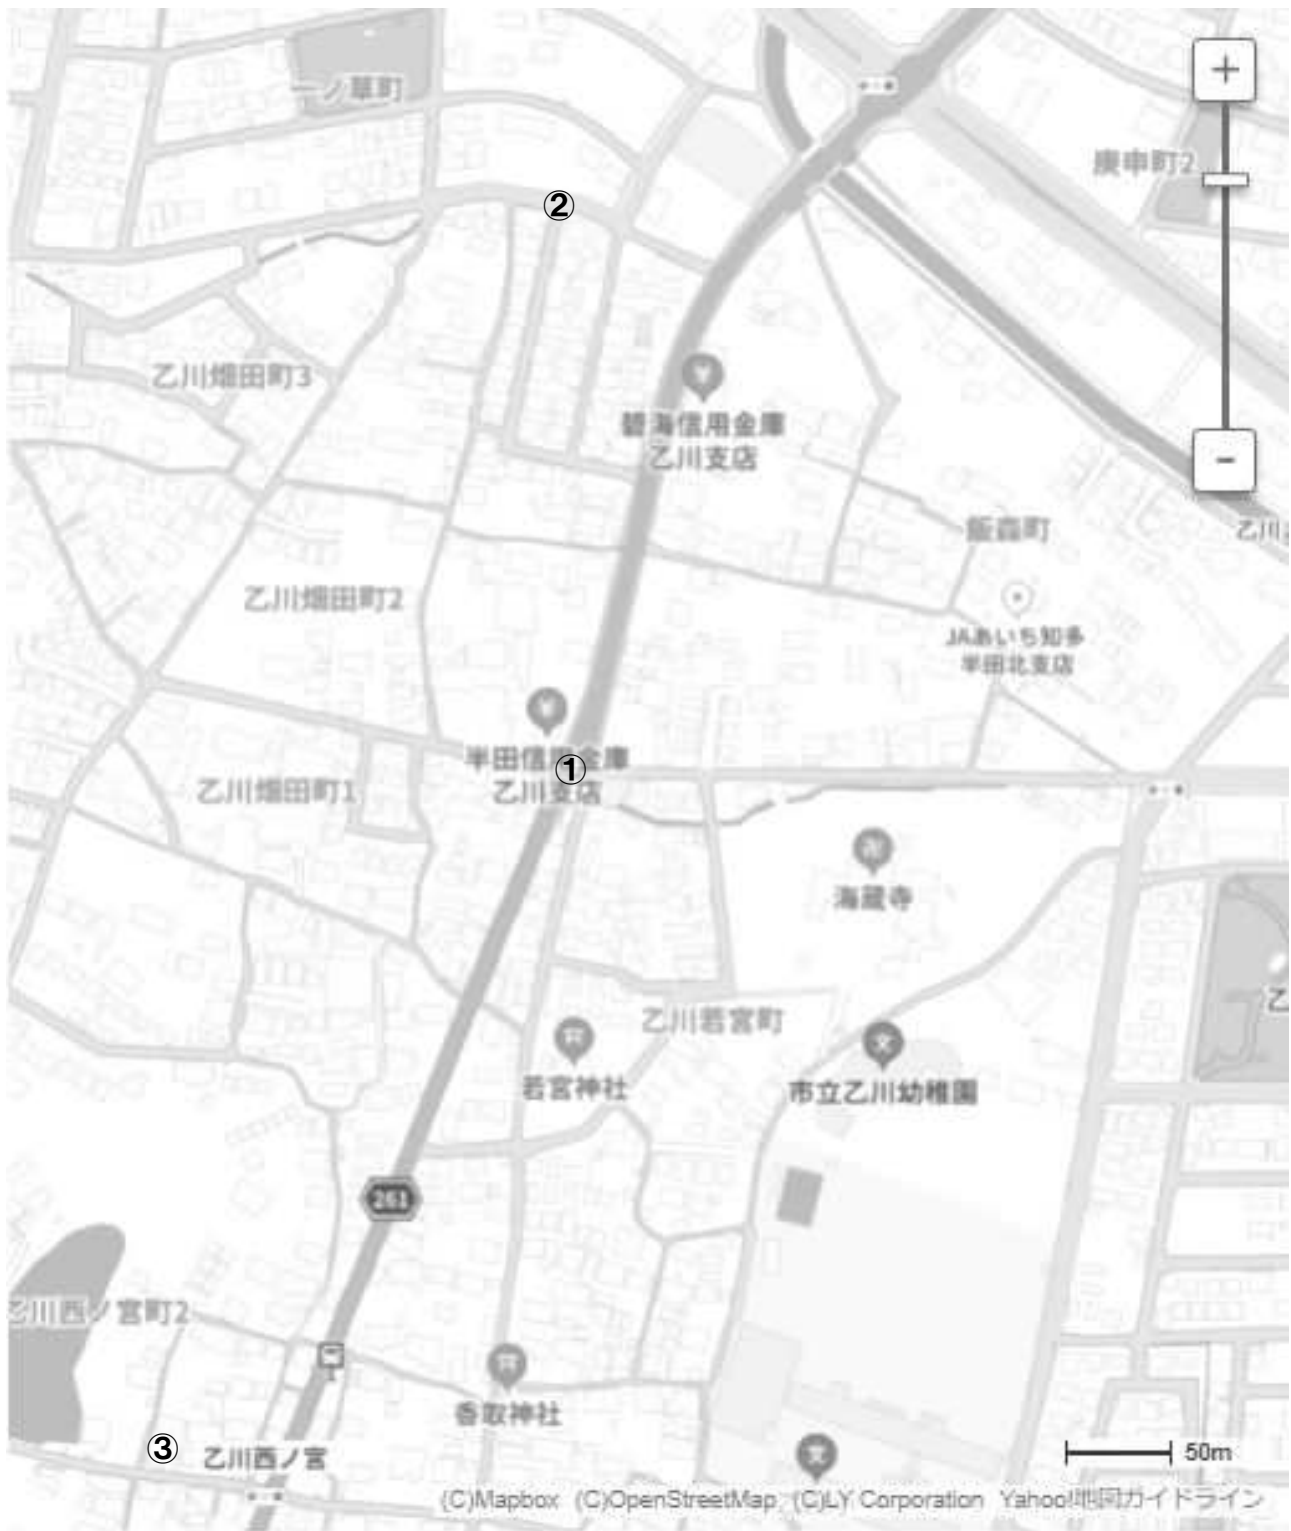 一ノ草町
庚申町2
②
乙川畑田町3
碧海信用金庫
乙川支店
飯森町
乙川
乙川畑田町2
JAあいち知多
半田北支店
半田信用金庫
①
乙川支店
乙川畑田町1
海蔵寺
乙
乙川若宮町
若宮神社
市立乙川幼稚園
261
乙川西ノ宮町2
香取神社
③
乙川西ノ宮
50m
(C)Mapbox (C)OpenStreetMap (C)LY Corporation Yahoo!地図ガイドライン